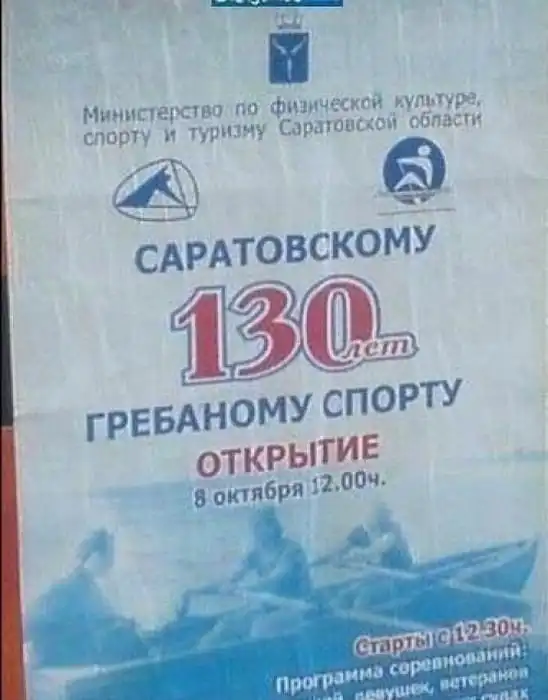 Министерство по физической культуре,
спорту и туризму Саратовской области
САРАТОВСКОМУ
130 лет
ГРЕБАНОМУ СПОРТУ
ОТКРЫТИЕ
8 октября 12.00ч.
Старты с 12.30ч.
Программа соревнований:
девушек, ветеранов